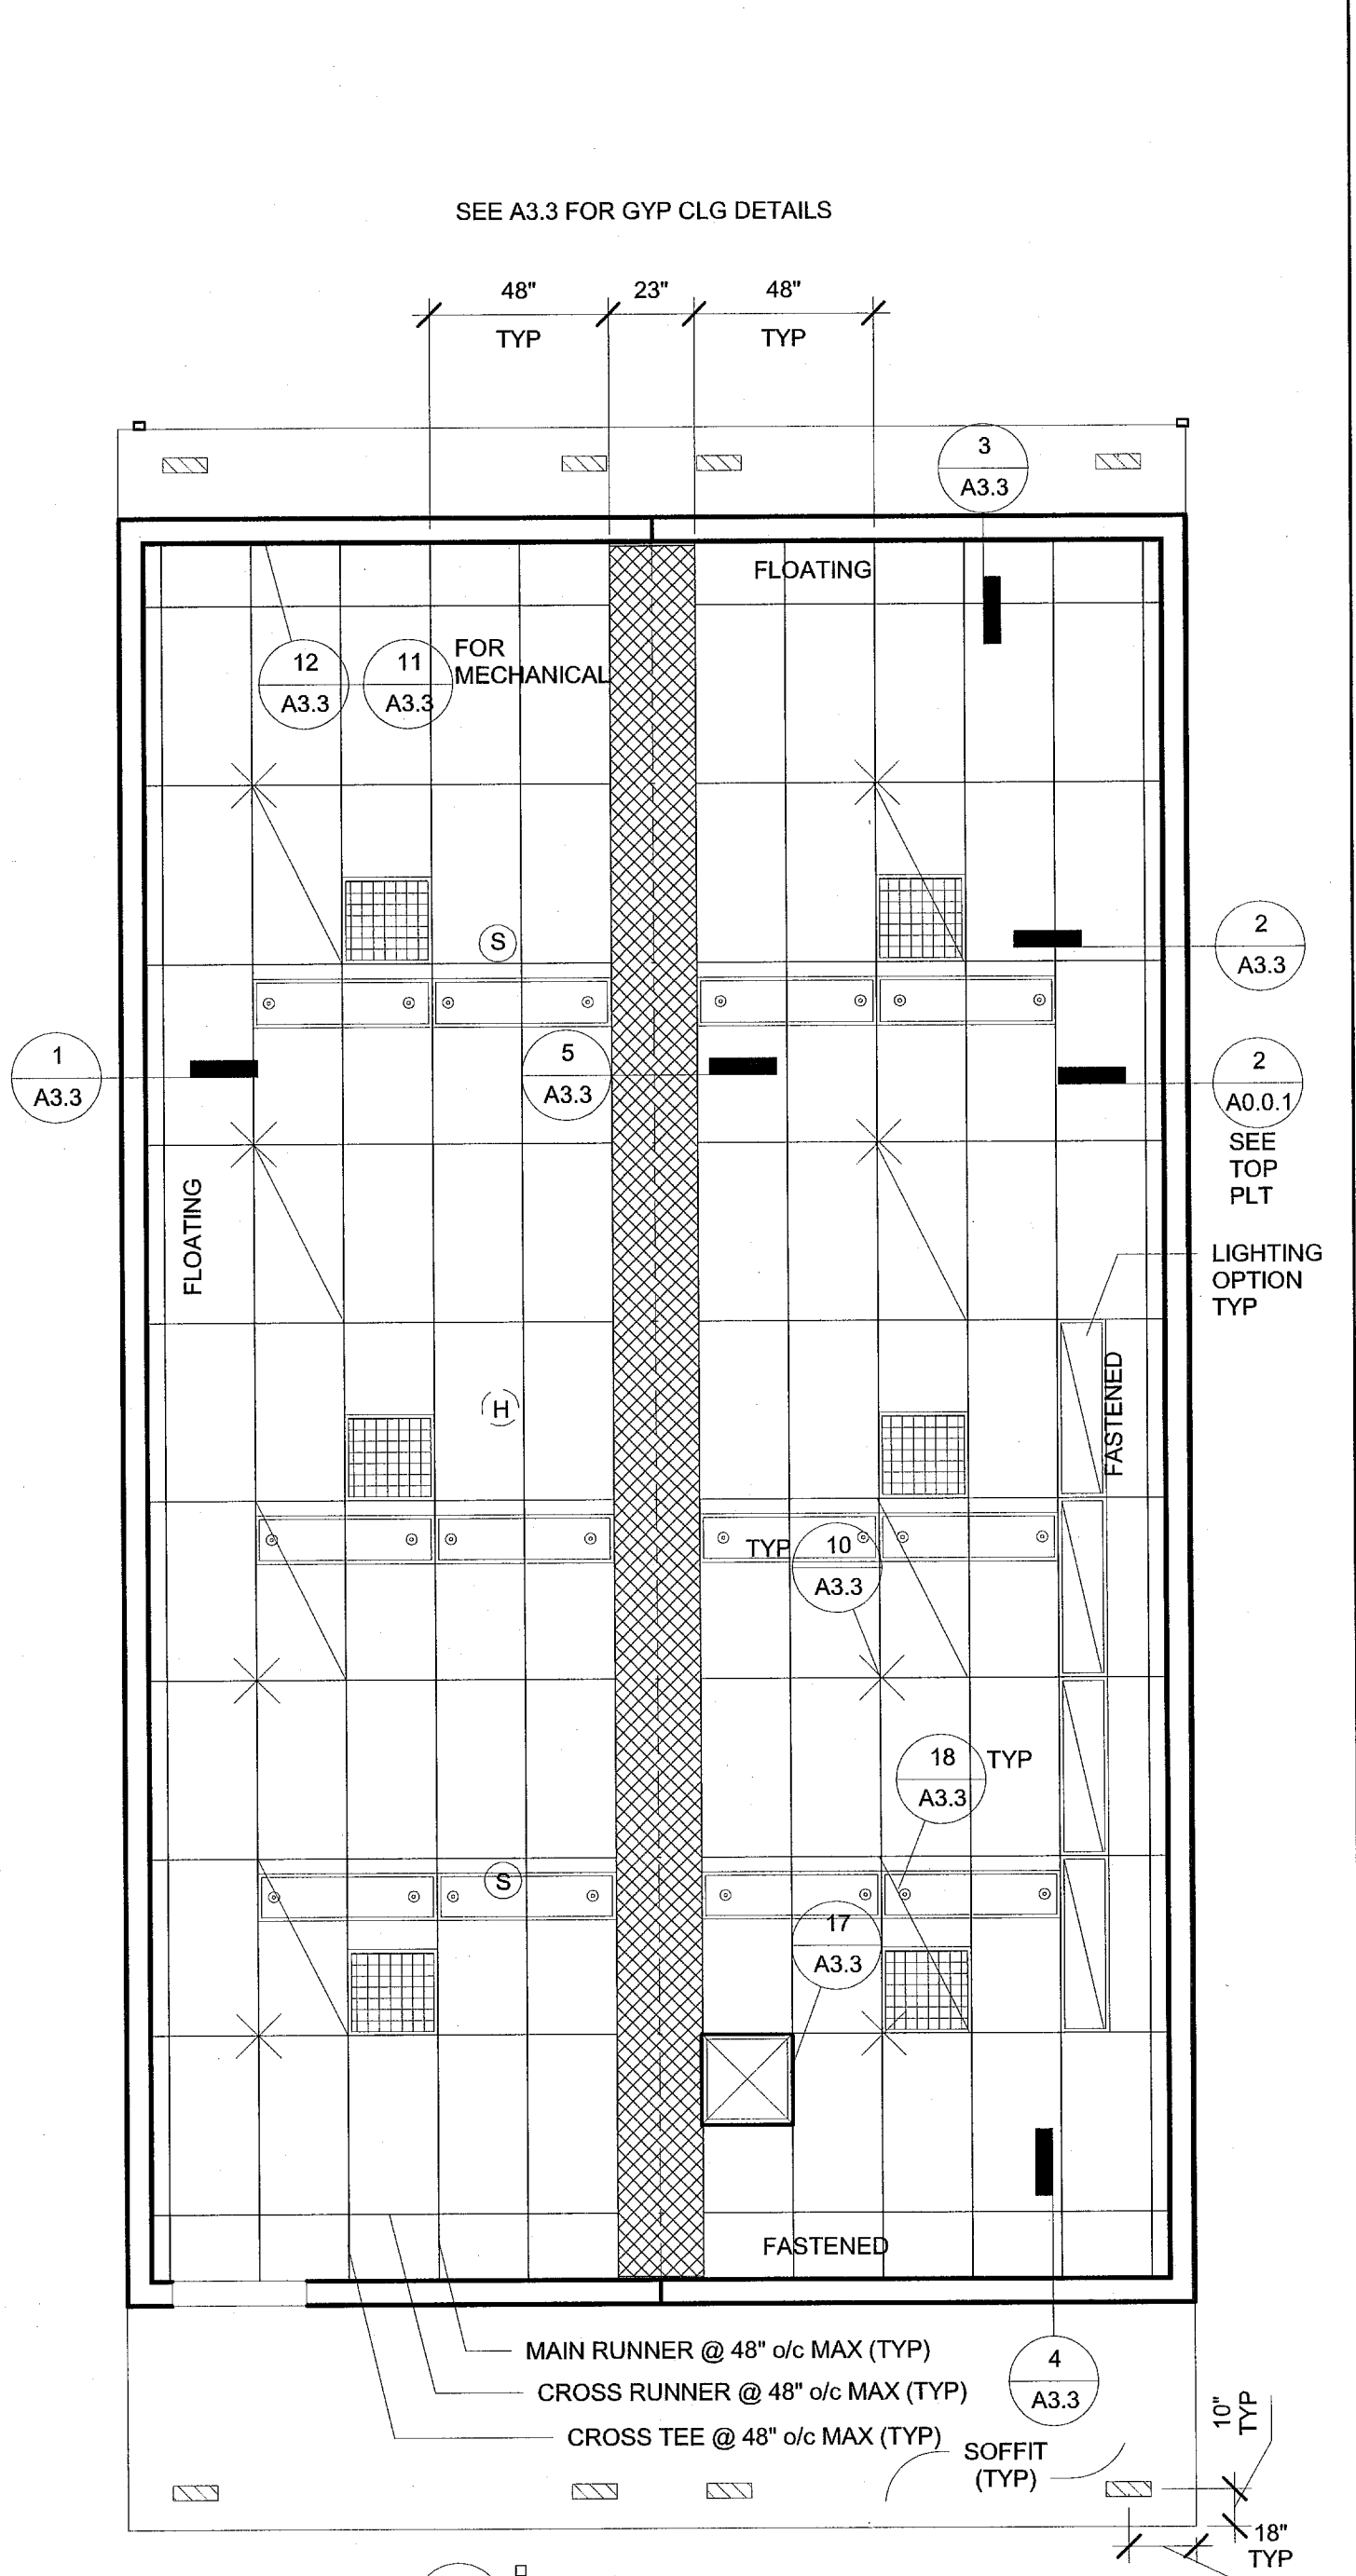 SEE A3.3 FOR GYP CLG DETAILS
48"
23"
48"
TYP
TYP
3
A3.3
FLOATING
12
A3.3
11
A3.3
FOR
MECHANICAL
S
2
A3.3
1
A3.3
5
A3.3
2
A0.0.1
SEE
TOP
PLT
FLOATING
LIGHTING
OPTION
TYP
FASTENED
H
TYP
10
A3.3
18
A3.3
TYP
S
17
A3.3
FASTENED
MAIN RUNNER @ 48" o/c MAX (TYP)
CROSS RUNNER @ 48" o/c MAX (TYP)
CROSS TEE @ 48" o/c MAX (TYP)
4
A3.3
SOFFIT
(TYP)
10"
TYP
18"
TYP